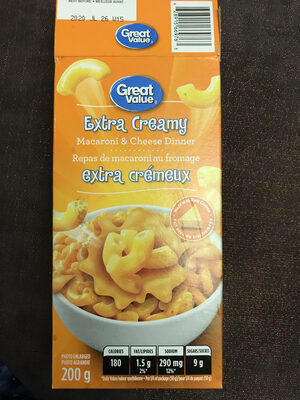 BEST BEFORE • MEILLEUR AVANT
2020 JL 26 W15
Great
Value
Great
Value
Extra Creamy
Macaroni & Cheese Dinner
Repas de macaroni au fromage
extra crémeux
PHOTO ENLARGED
PHOTO AGRANDIE
200 g
CALORIES
180
FAT/LIPIDES
1.5 g
2%*
SODIUM
290 mg
12%*
SUGARS/SUCRES
9 g